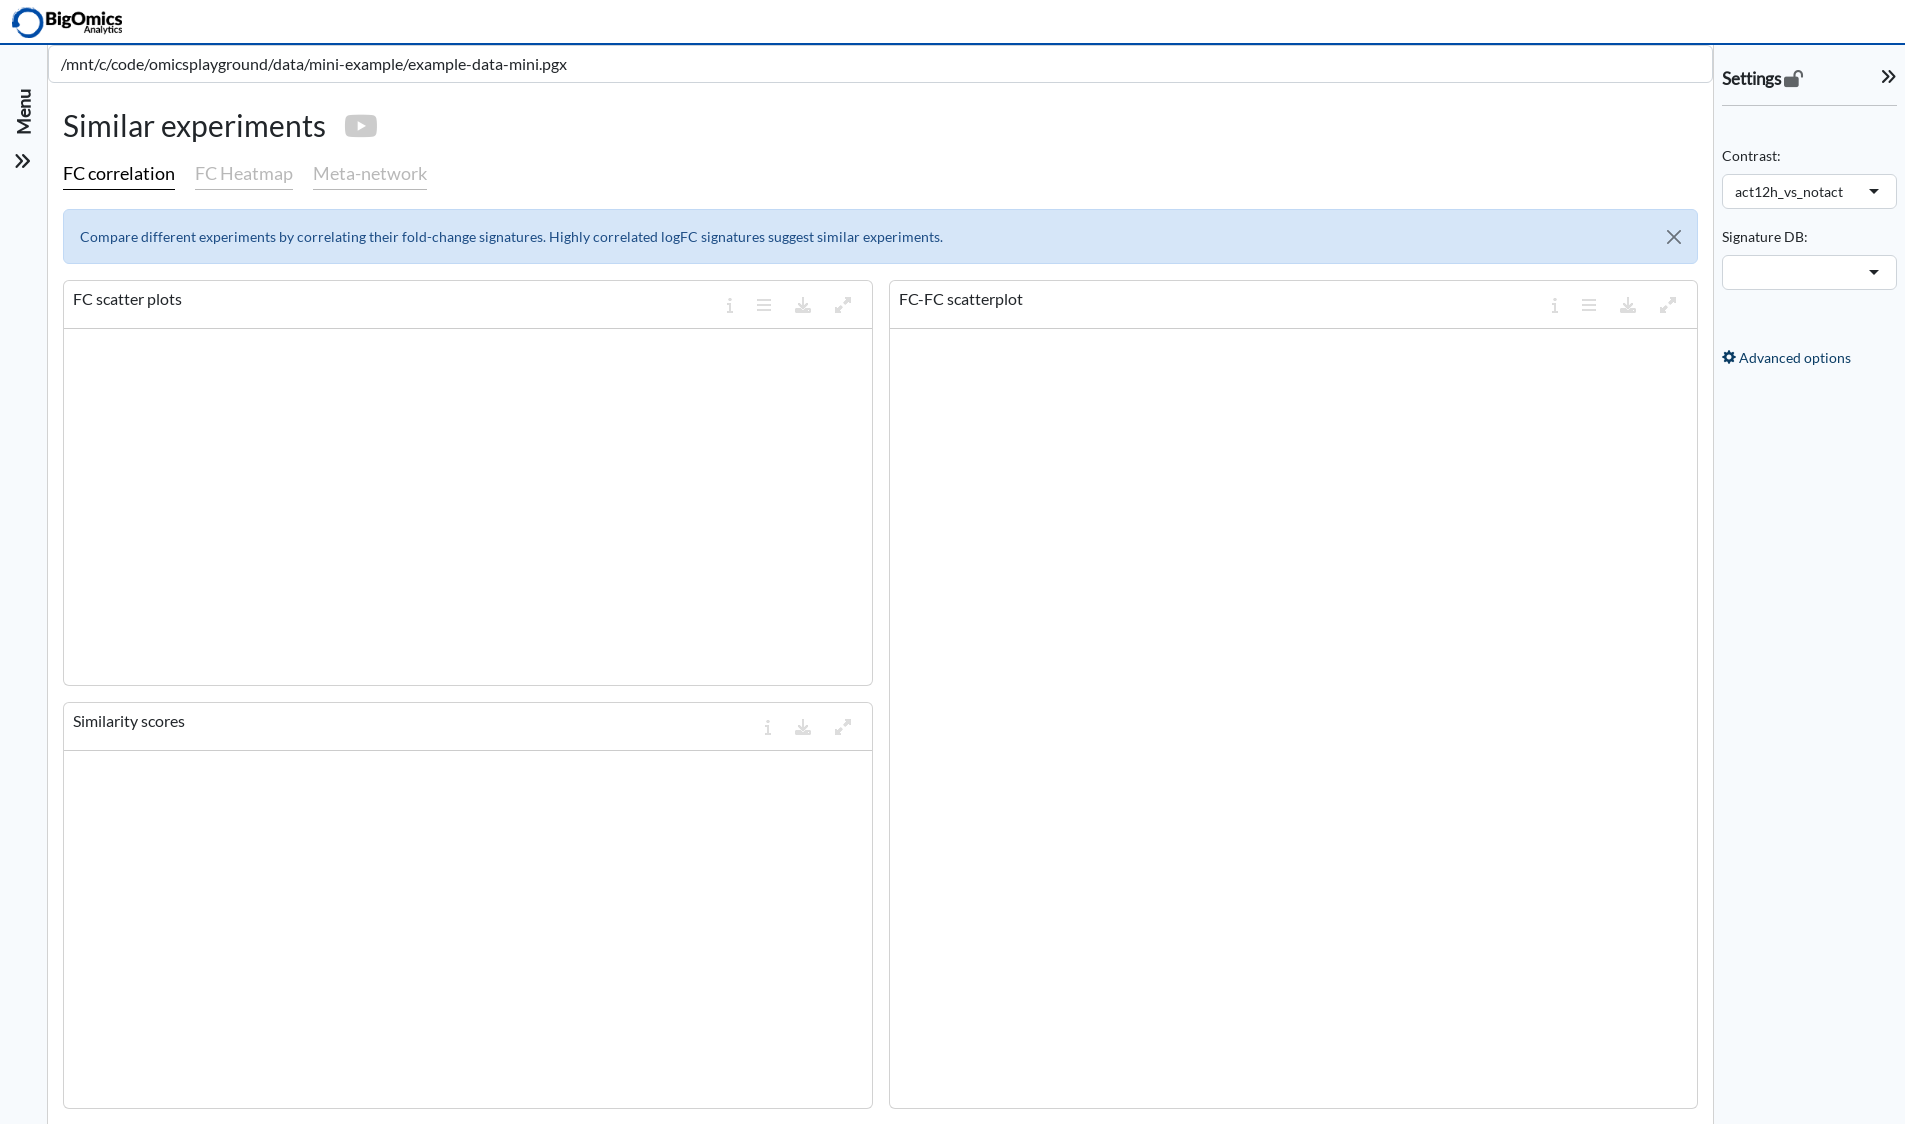 BigOmics
Analytics
Menu
/mnt/c/code/omicsplayground/data/mini-example/example-data-mini.pgx
Similar experiments
FC correlation FC Heatmap Meta-network
Compare different experiments by correlating their fold-change signatures. Highly correlated logFC signatures suggest similar experiments.
FC scatter plots
FC-FC scatterplot
Similarity scores
Settings
Contrast:
act12h_vs_notact
Signature DB:
Advanced options